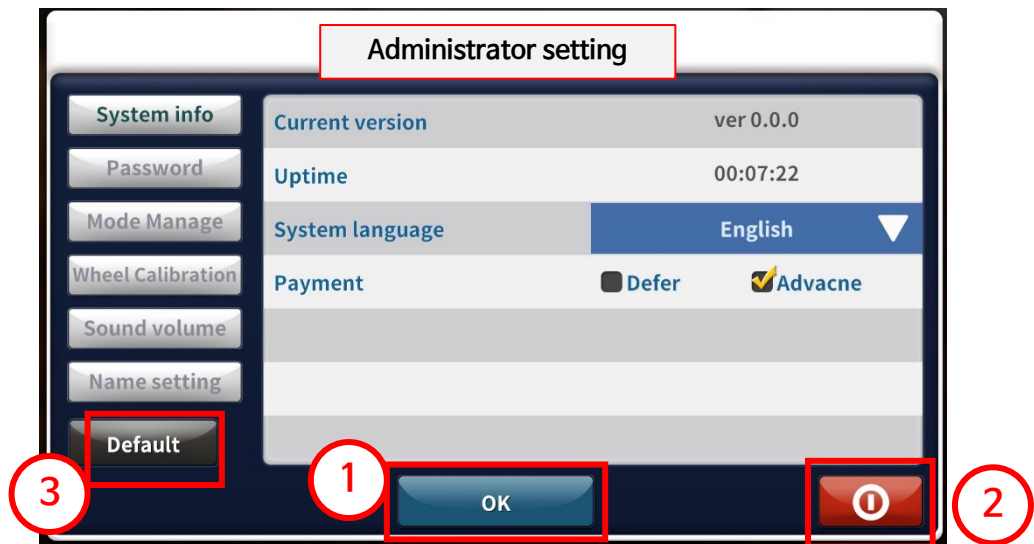 Administrator setting
System info
Password
Mode Manage
Wheel Calibration
Sound volume
Name setting
Default
Current version ver 0.0.0
Uptime 00:07:22
System language English
Payment Defer Advacne
3
1
OK
2